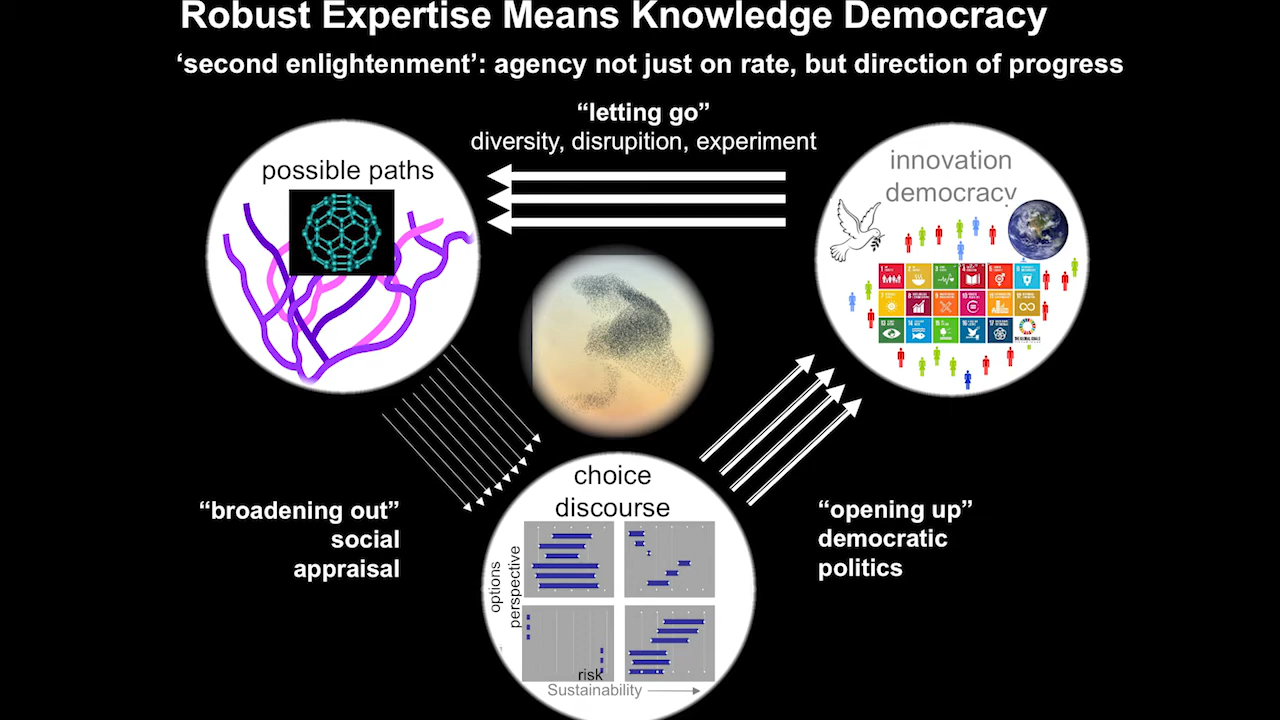 Robust Expertise Means Knowledge Democracy
‘second enlightenment’: agency not just on rate, but direction of progress
“letting go”
diversity, disrupition, experiment
possible paths
innovation
democracy
“broadening out”
social
appraisal
choice
discourse
options
perspective
risk
Sustainability
“opening up”
democratic
politics